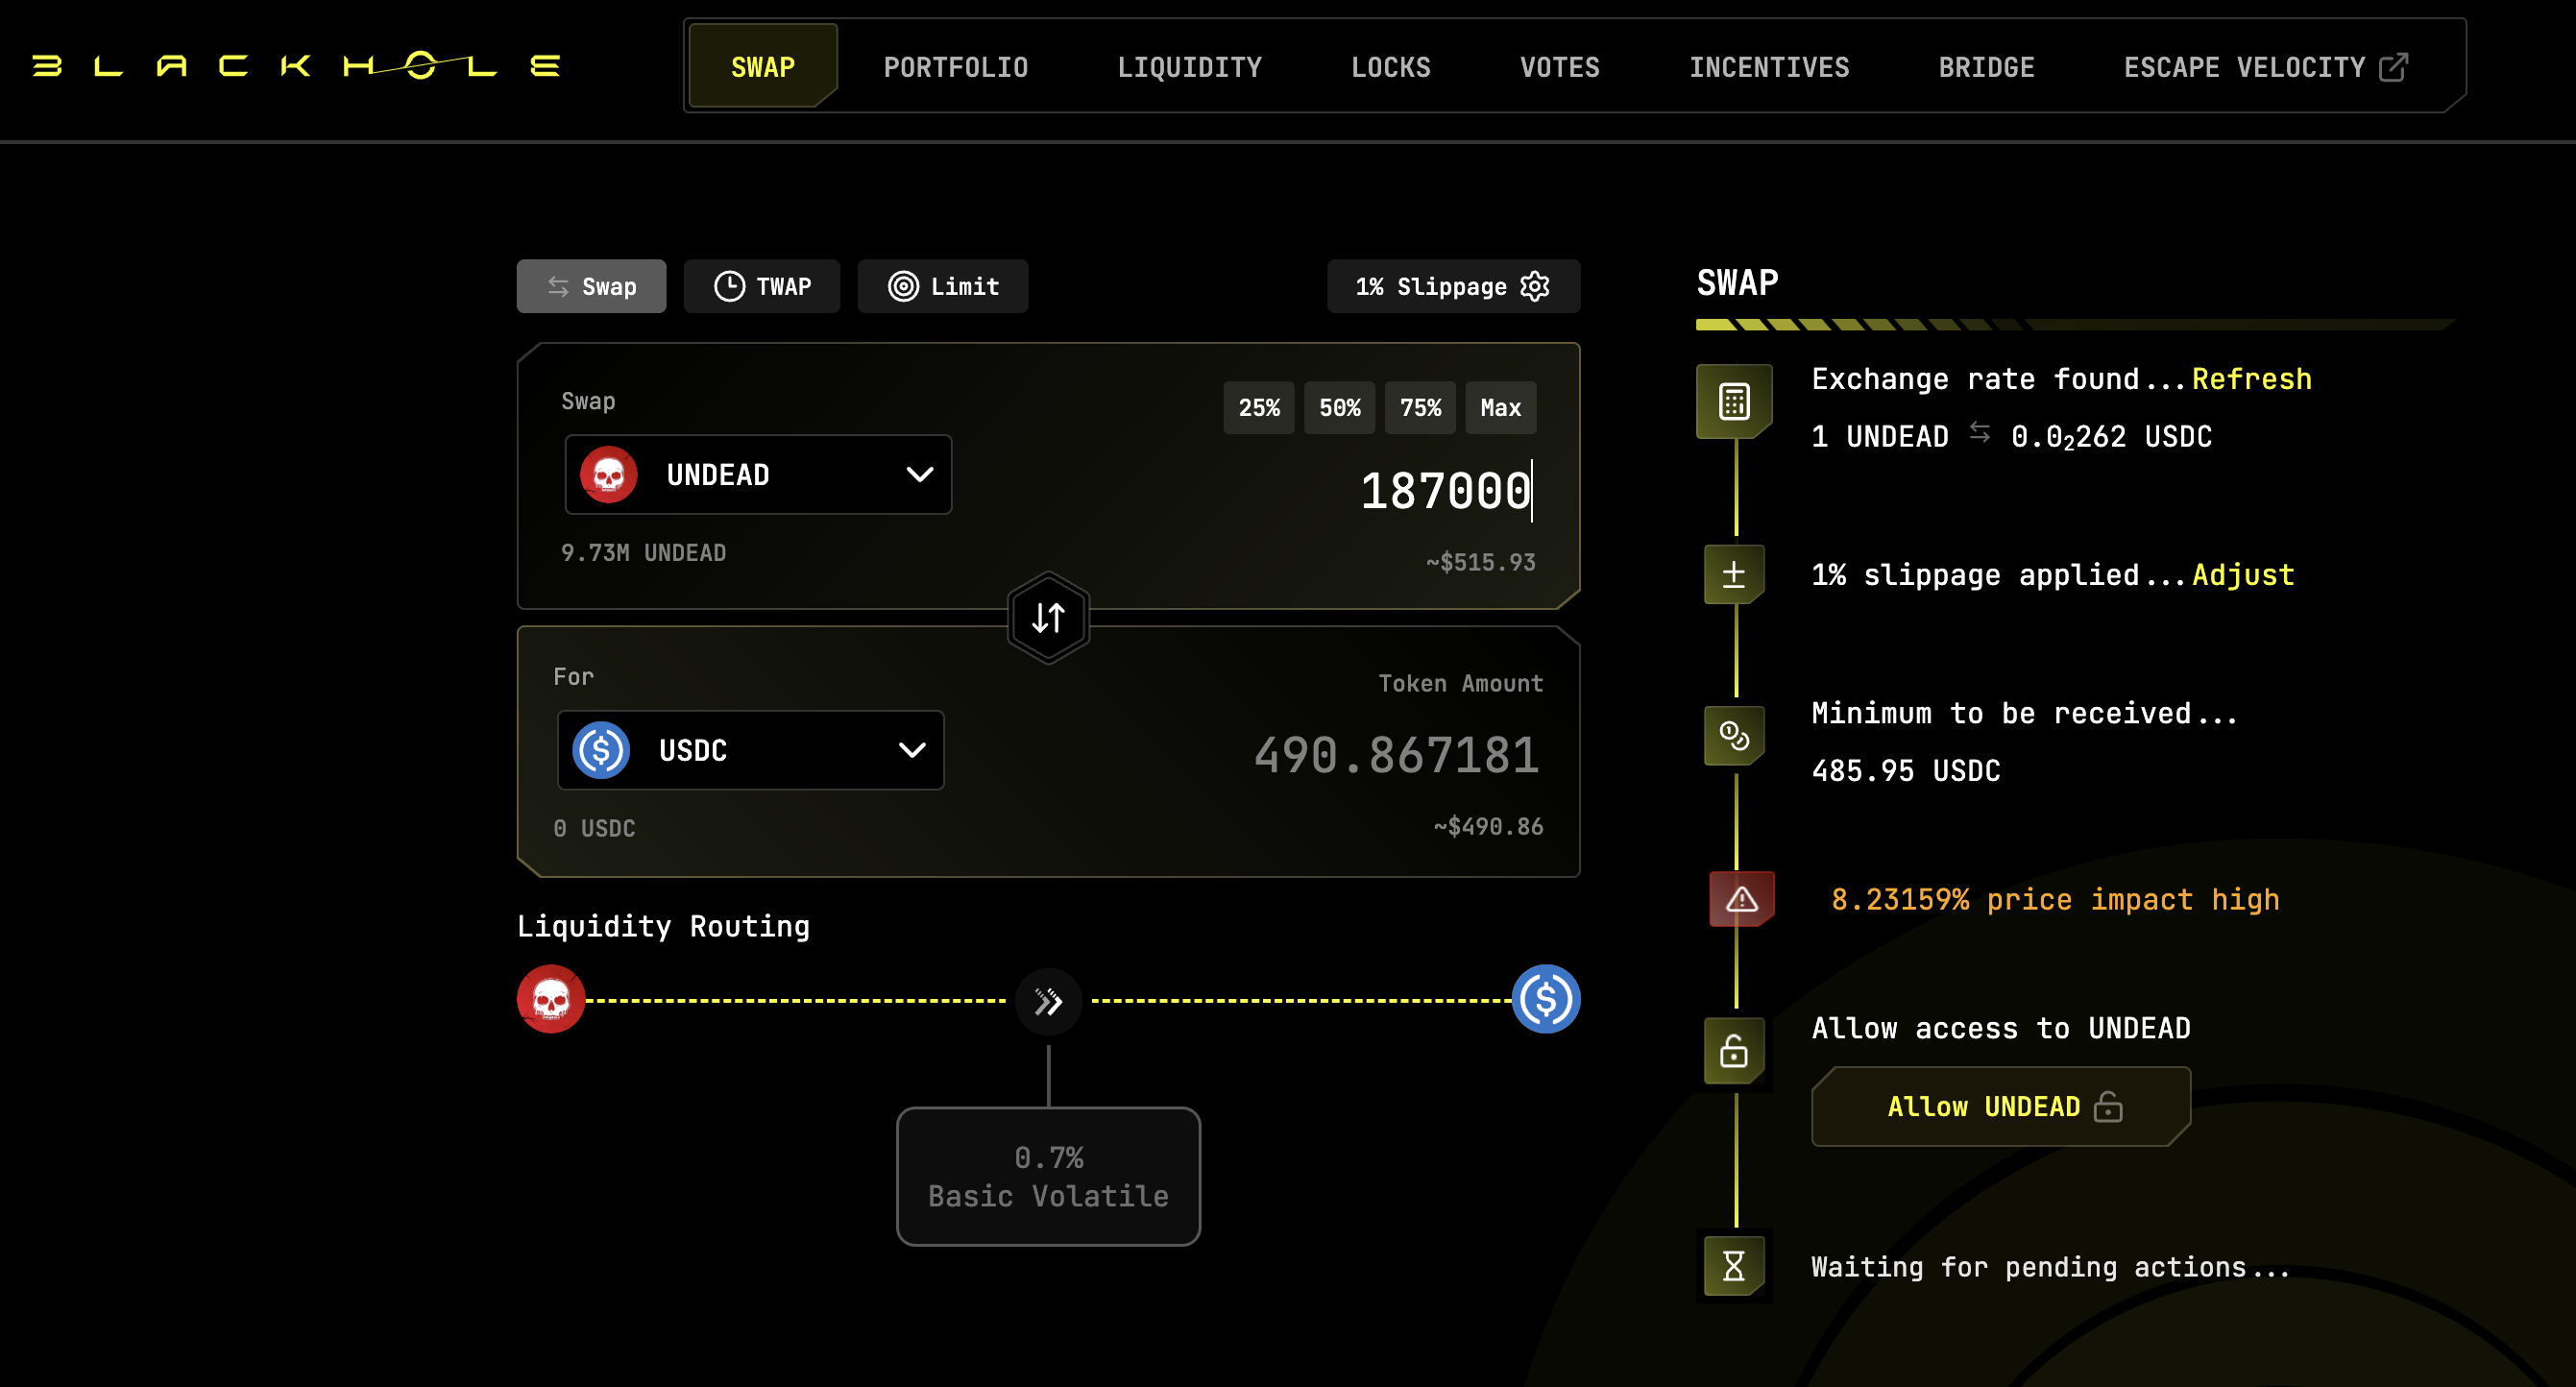 BLACKHOLE
SWAP
PORTFOLIO
LIQUIDITY
LOCKS
VOTES
INCENTIVES
BRIDGE
ESCAPE VELOCITY
Swap
TWAP
Limit
1% Slippage
Swap
25%
50%
75%
Max
UNDEAD
187000
9.73M UNDEAD
~$515.93
For
Token Amount
USDC
490.867181
0 USDC
~$490.86
Liquidity Routing
0.7%
Basic Volatile
SWAP
Exchange rate found...Refresh
1 UNDEAD ⇆ 0.0₂262 USDC
1% slippage applied...Adjust
Minimum to be received...
485.95 USDC
8.23159% price impact high
Allow access to UNDEAD
Allow UNDEAD
Waiting for pending actions...